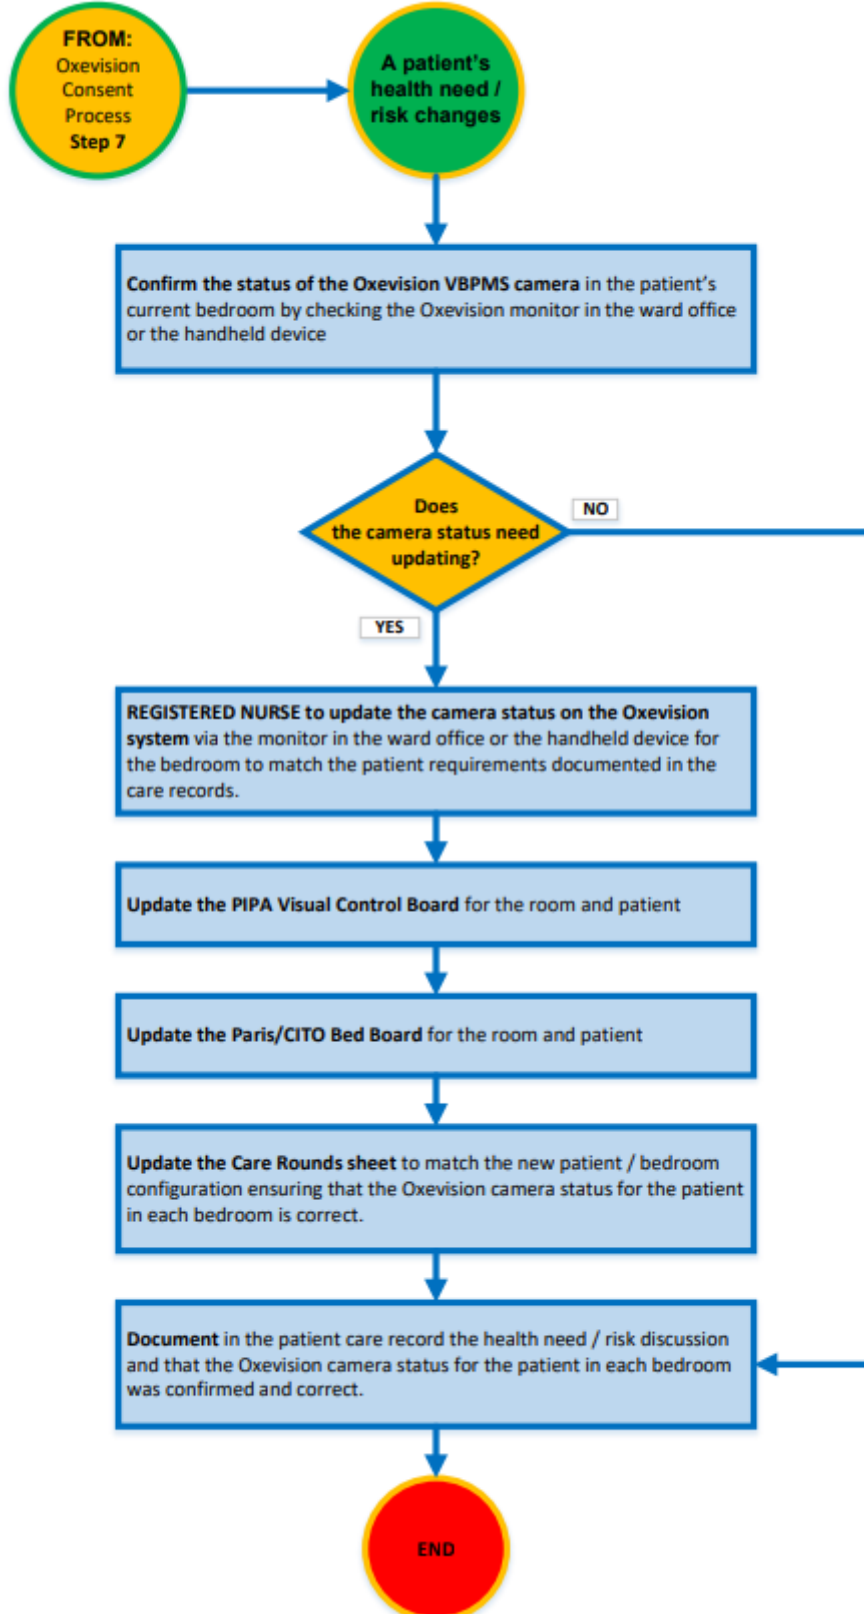 FROM:
Oxevision
Consent
Process
Step 7
A patient's
health need /
risk changes
Confirm the status of the Oxevision VBPMS camera in the patient's
current bedroom by checking the Oxevision monitor in the ward office
or the handheld device
Does
the camera status need
updating?
NO
YES
REGISTERED NURSE to update the camera status on the Oxevision
system via the monitor in the ward office or the handheld device for
the bedroom to match the patient requirements documented in the
care records.
Update the PIPA Visual Control Board for the room and patient
Update the Paris/CITO Bed Board for the room and patient
Update the Care Rounds sheet to match the new patient / bedroom
configuration ensuring that the Oxevision camera status for the patient
in each bedroom is correct.
Document in the patient care record the health need / risk discussion
and that the Oxevision camera status for the patient in each bedroom
was confirmed and correct.
END